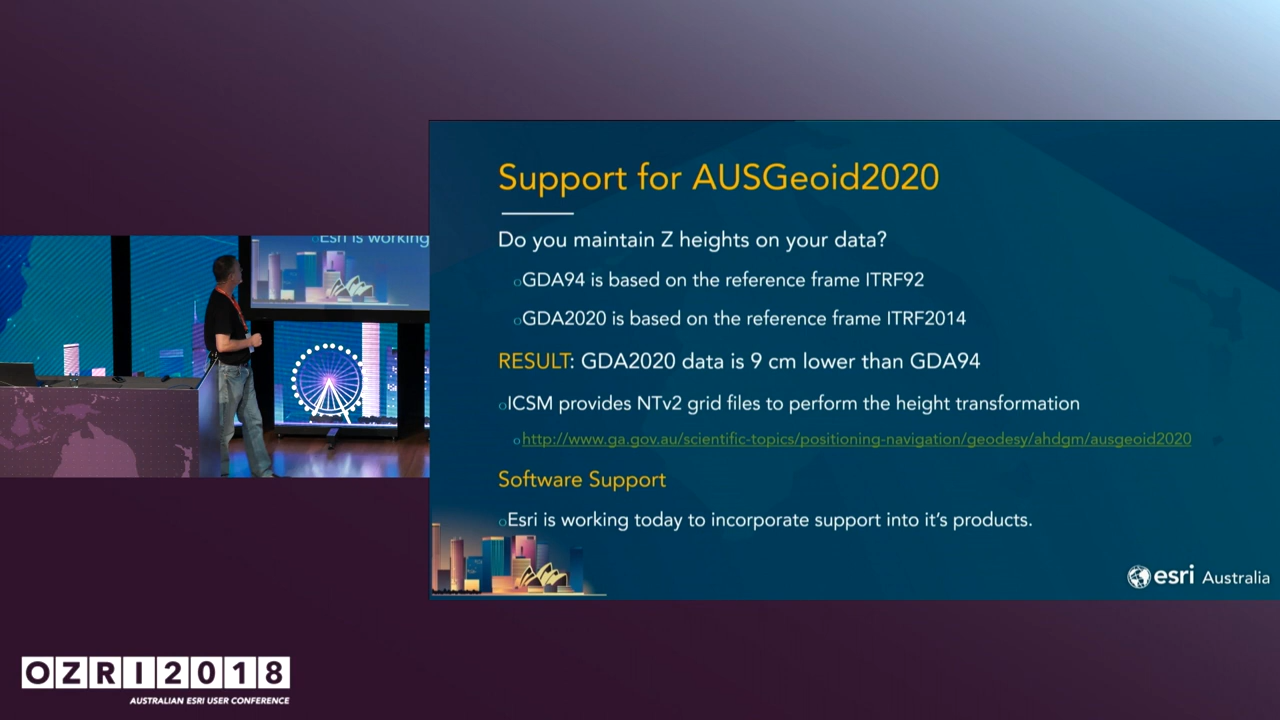 Support for AUSGeoid2020
Do you maintain Z heights on your data?
GDA94 is based on the reference frame ITRF92
GDA2020 is based on the reference frame ITRF2014
RESULT: GDA2020 data is 9 cm lower than GDA94
ICSM provides NTv2 grid files to perform the height transformation
http://www.ga.gov.au/scientific-topics/positioning-navigation/geodesy/ahdgm/ausgeoid2020
Software Support
Esri is working today to incorporate support into it's products.
esri Australia
Esri is working
OZRI2018
AUSTRALIAN ESRI USER CONFERENCE